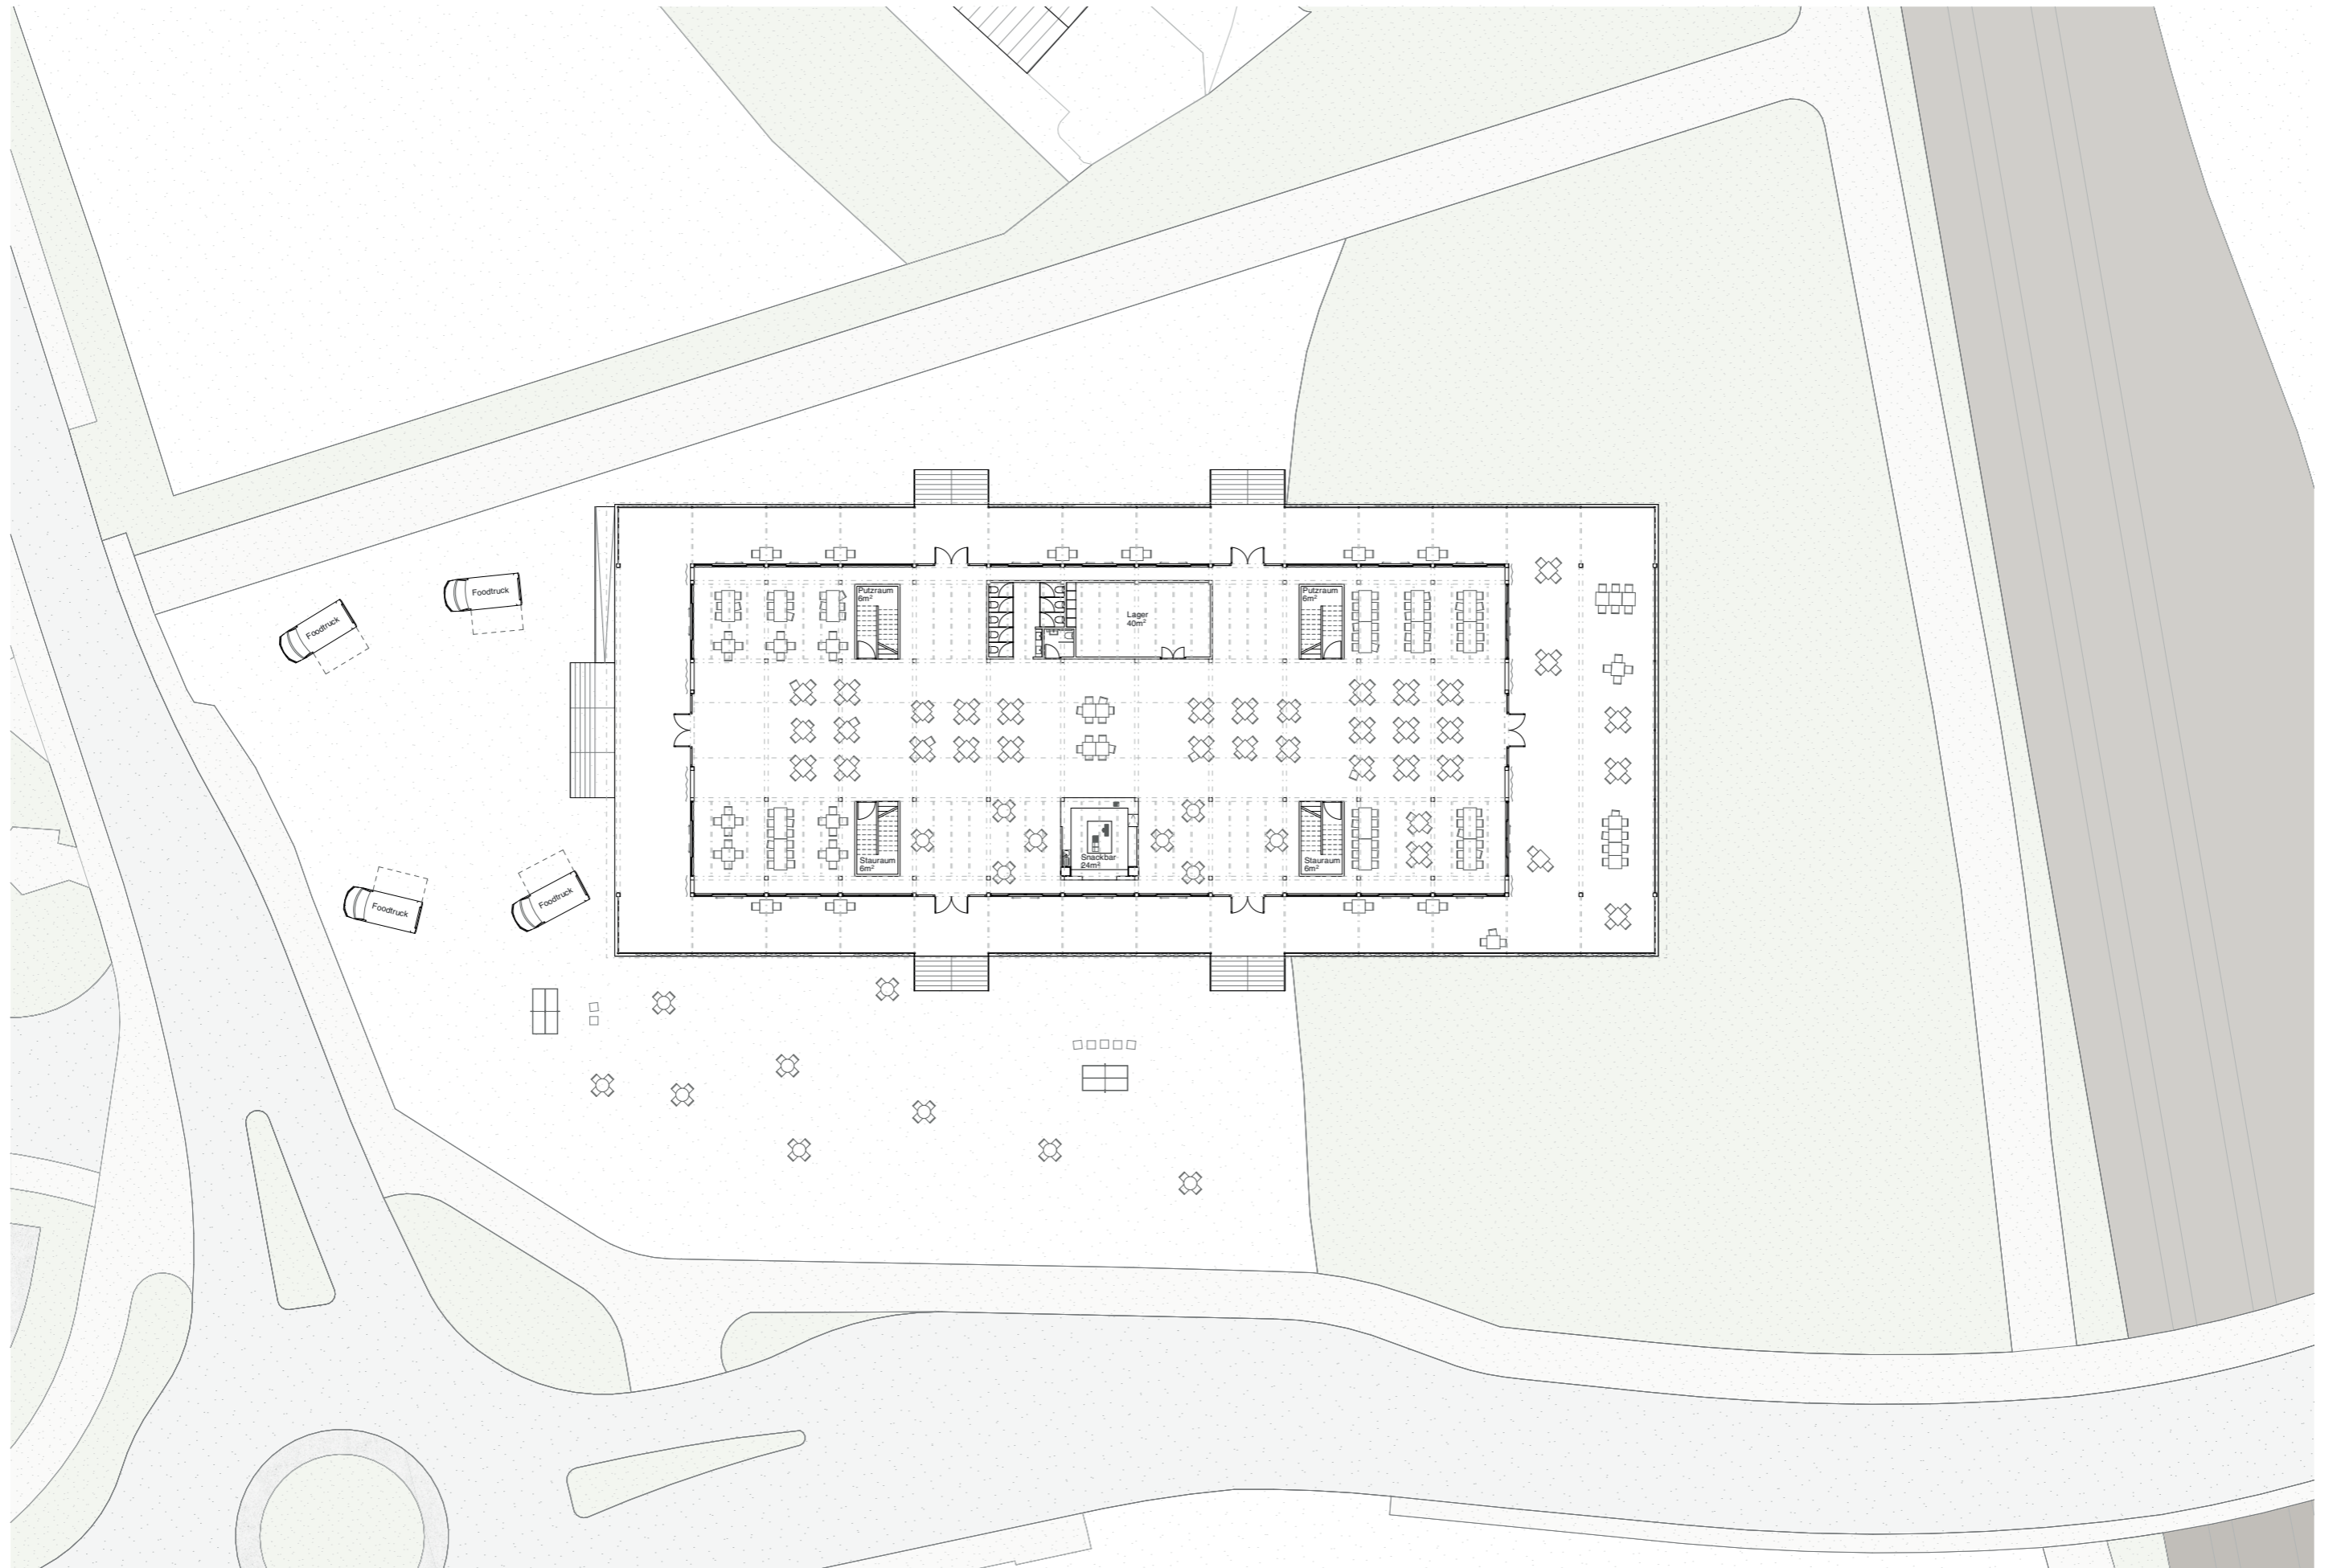 Foodtruck
Foodtruck
Putzraum
6m²
Lager
40m²
Putzraum
6m²
Stauraum
6m²
Snackbar
24m²
Stauraum
6m²
Foodtruck
Foodtruck